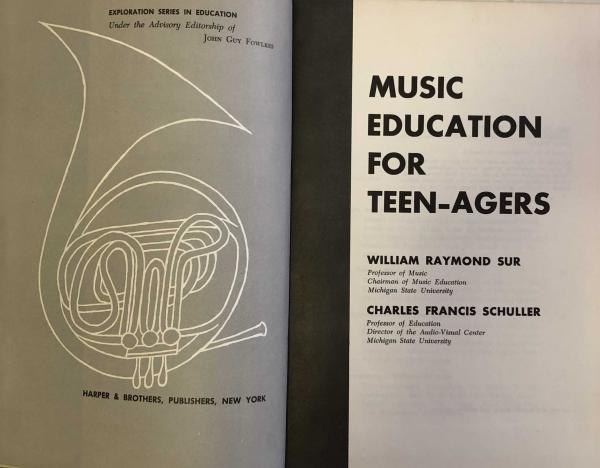 EXPLORATION SERIES IN EDUCATION
Under the Advisory Editorship of
JOHN GUY FOWLKES
HARPER & BROTHERS, PUBLISHERS, NEW YORK
MUSIC
EDUCATION
FOR
TEEN-AGERS
WILLIAM RAYMOND SUR
Professor of Music
Chairman of Music Education
Michigan State University
CHARLES FRANCIS SCHULLER
Professor of Education
Director of the Audio-Visual Center
Michigan State University